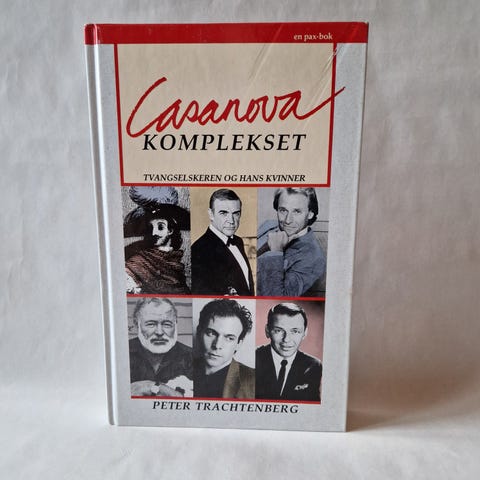 en pax-bok
Casanova
KOMPLEKSET
TVANGSELSKEREN OG HANS KVINNER
PETER TRACHTENBERG